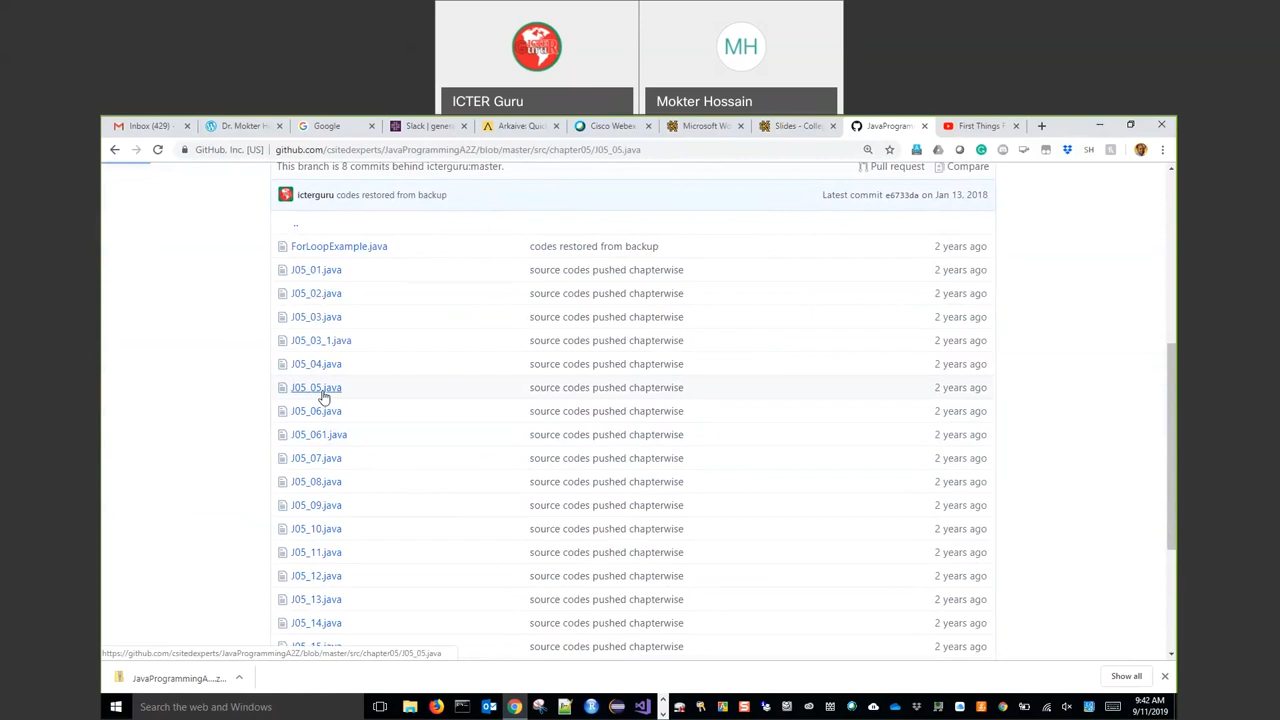 MH
ICTER Guru
Mokter Hossain
Inbox (429)
Dr. Mokter H
Google
Slack | gener
Arkaive: Quic
Cisco Webex
Microsoft Wo
Slides - Colle
JavaProgram
First Things F
GitHub, Inc. [US]
github.com/csitedexperts/JavaProgrammingA2Z/blob/master/src/chapter05/J05_05.java
SH
This branch is 8 commits behind icterguru:master.
Pull request
Compare
icterguru codes restored from backup
Latest commit e6733da on Jan 13, 2018
..
ForLoopExample.java codes restored from backup 2 years ago
J05_01.java source codes pushed chapterwise 2 years ago
J05_02.java source codes pushed chapterwise 2 years ago
J05_03.java source codes pushed chapterwise 2 years ago
J05_03_1.java source codes pushed chapterwise 2 years ago
J05_04.java source codes pushed chapterwise 2 years ago
J05_05.java source codes pushed chapterwise 2 years ago
J05_06.java source codes pushed chapterwise 2 years ago
J05_061.java source codes pushed chapterwise 2 years ago
J05_07.java source codes pushed chapterwise 2 years ago
J05_08.java source codes pushed chapterwise 2 years ago
J05_09.java source codes pushed chapterwise 2 years ago
J05_10.java source codes pushed chapterwise 2 years ago
J05_11.java source codes pushed chapterwise 2 years ago
J05_12.java source codes pushed chapterwise 2 years ago
J05_13.java source codes pushed chapterwise 2 years ago
J05_14.java source codes pushed chapterwise 2 years ago
J05_15.java source codes pushed chapterwise 2 years ago
https://github.com/csitedexperts/JavaProgrammingA2Z/blob/master/src/chapter05/J05_05.java
JavaProgrammingA....z...
Show all
Search the web and Windows
9:42 AM
9/11/2019